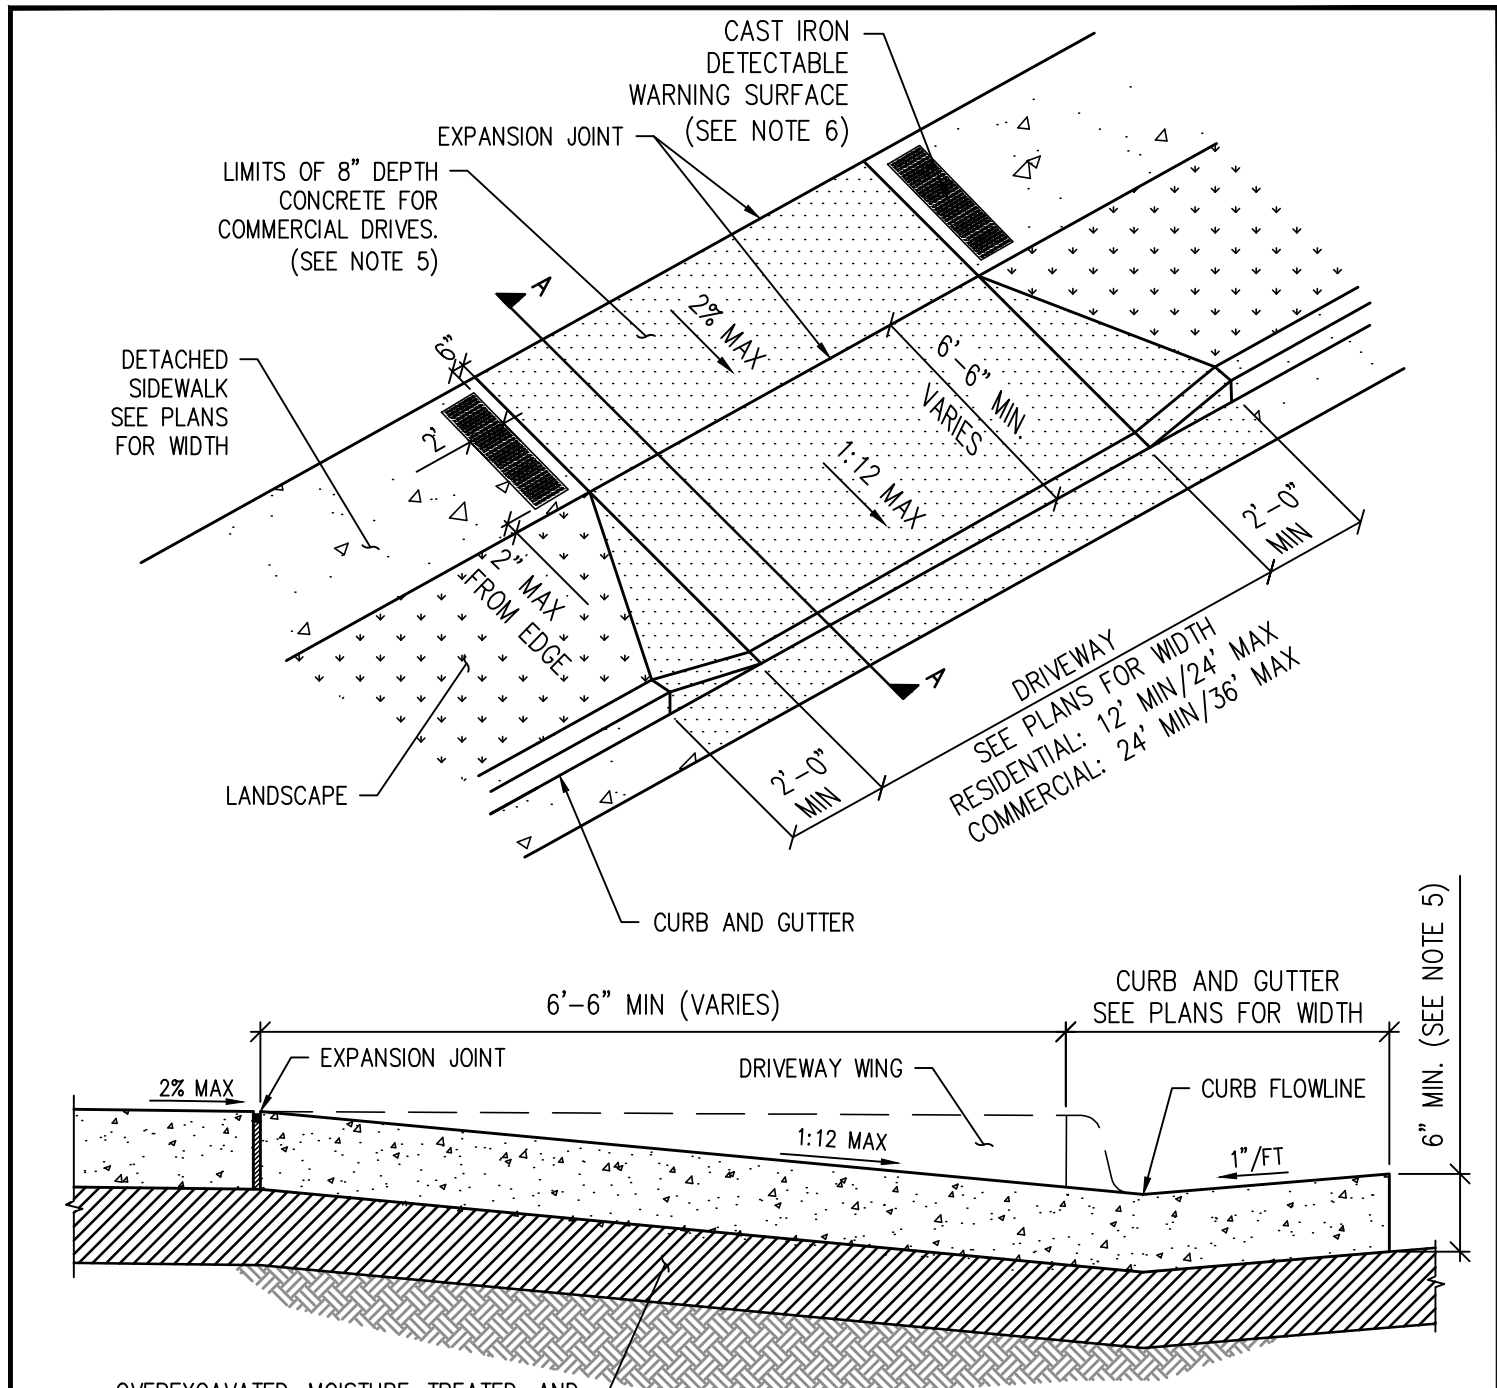 CAST IRON
DETECTABLE
WARNING SURFACE
(SEE NOTE 6)
EXPANSION JOINT
LIMITS OF 8" DEPTH
CONCRETE FOR
COMMERCIAL DRIVES.
(SEE NOTE 5)
A
2% MAX
6"
DETACHED
SIDEWALK
SEE PLANS
FOR WIDTH
2'
6'-6" MIN.
VARIES
1:12 MAX
2'-0"
MIN
2" MAX
FROM EDGE
A
DRIVEWAY
SEE PLANS FOR WIDTH
RESIDENTIAL: 12' MIN/24' MAX
COMMERCIAL: 24' MIN/36' MAX
2'-0"
MIN
LANDSCAPE
CURB AND GUTTER
6'-6" MIN (VARIES)
CURB AND GUTTER
SEE PLANS FOR WIDTH
6" MIN. (SEE NOTE 5)
EXPANSION JOINT
2% MAX
DRIVEWAY WING
CURB FLOWLINE
1:12 MAX
1"/FT
OVEREXCAVATED, MOISTURE TREATED, AND